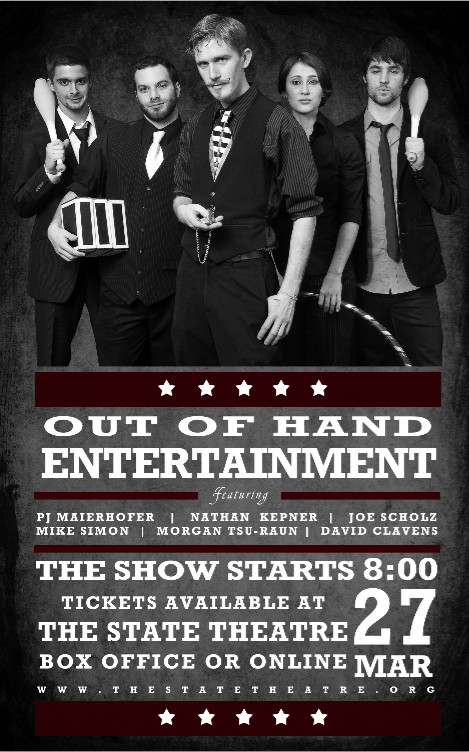 OUT OF HAND
ENTERTAINMENT
featuring
PJ MAIERHOFER | NATHAN KEPNER | JOE SCHOLZ
MIKE SIMON | MORGAN TSU-RAUN | DAVID CLAVENS
THE SHOW STARTS 8:00
TICKETS AVAILABLE AT
THE STATE THEATRE
BOX OFFICE OR ONLINE
27
MAR
WWW.THESTATETHEATRE.ORG